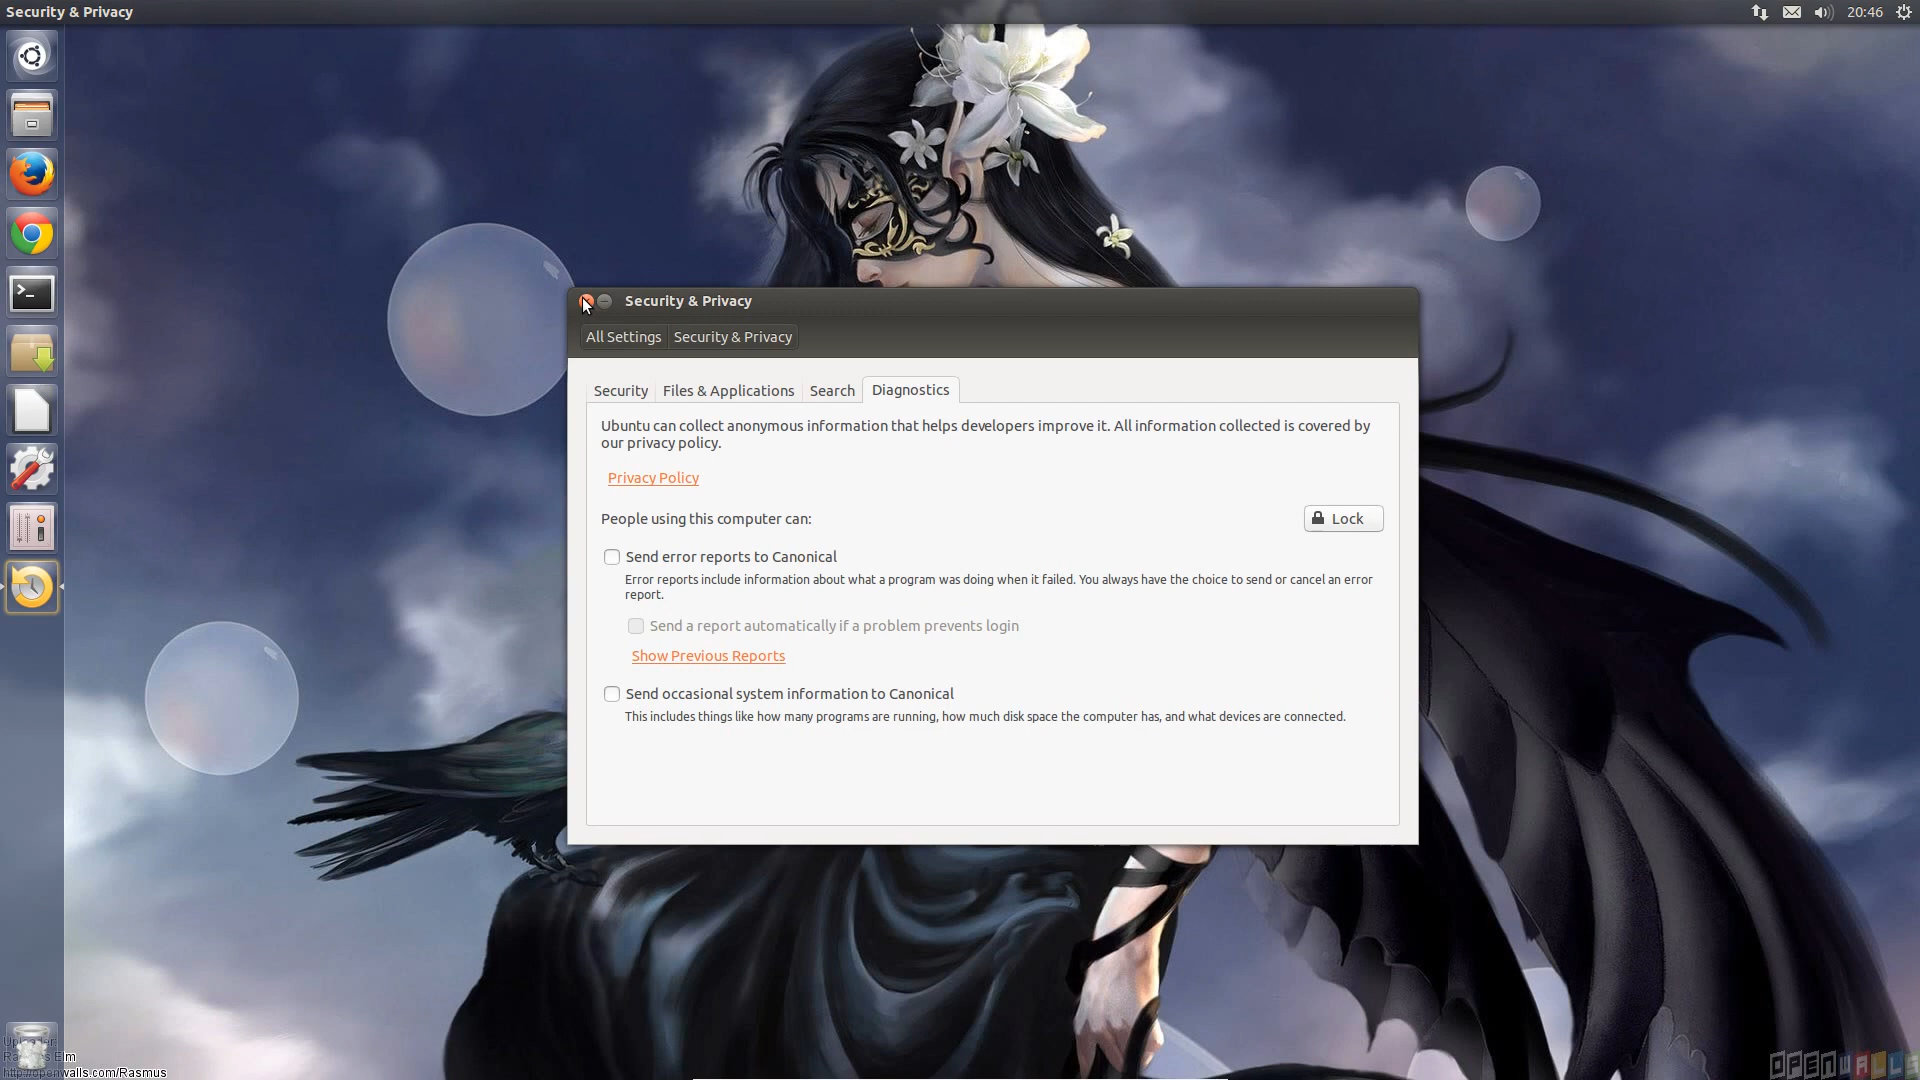 Security & Privacy
20:46
Security & Privacy
All Settings
Security & Privacy
Security
Files & Applications
Search
Diagnostics
Ubuntu can collect anonymous information that helps developers improve it. All information collected is covered by
our privacy policy.
Privacy Policy
People using this computer can:
Lock
Send error reports to Canonical
Error reports include information about what a program was doing when it failed. You always have the choice to send or cancel an error
report.
Send a report automatically if a problem prevents login
Show Previous Reports
Send occasional system information to Canonical
This includes things like how many programs are running, how much disk space the computer has, and what devices are connected.
Elm
openwalls.com/Rasmus
OPENWALLS